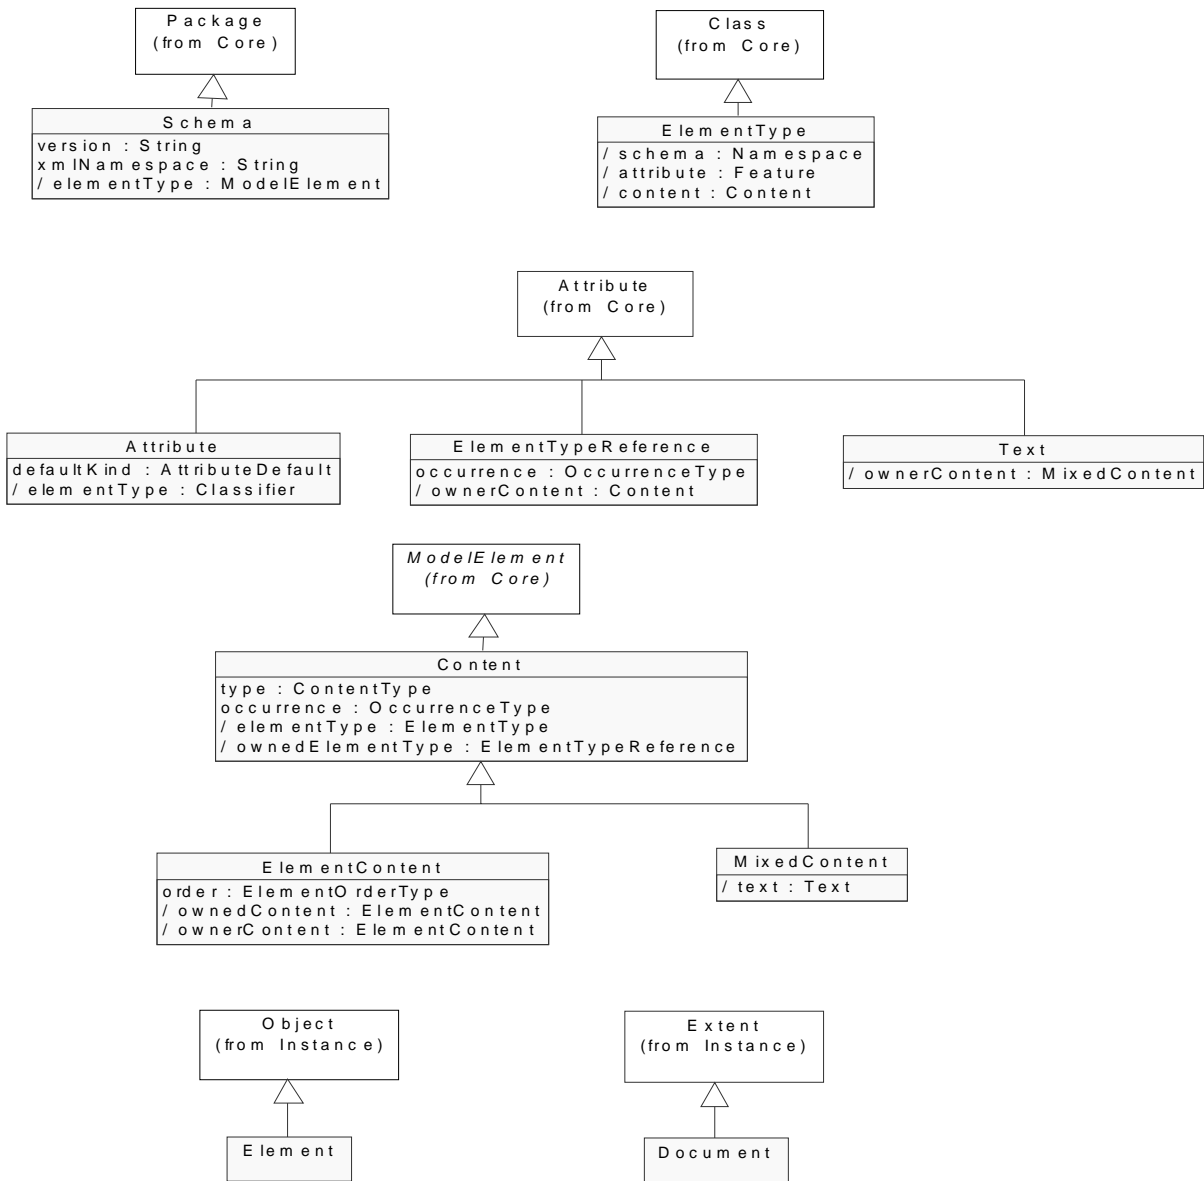 Package
(from Core)
Class
(from Core)
Schema
version : String
xmlNamespace : String
/ elementType : ModelElement
ElementType
/ schema : Namespace
/ attribute : Feature
/ content : Content
Attribute
(from Core)
Attribute
defaultKind : AttributeDefault
/ elementType : Classifier
ElementTypeReference
occurrence : OccurrenceType
/ ownerContent : Content
Text
/ ownerContent : MixedContent
ModelElement
(from Core)
Content
type : ContentType
occurrence : OccurrenceType
/ elementType : ElementType
/ ownedElementType : ElementTypeReference
ElementContent
order : ElementOrderType
/ ownedContent : ElementContent
/ ownerContent : ElementContent
MixedContent
/ text : Text
Object
(from Instance)
Extent
(from Instance)
Element
Document